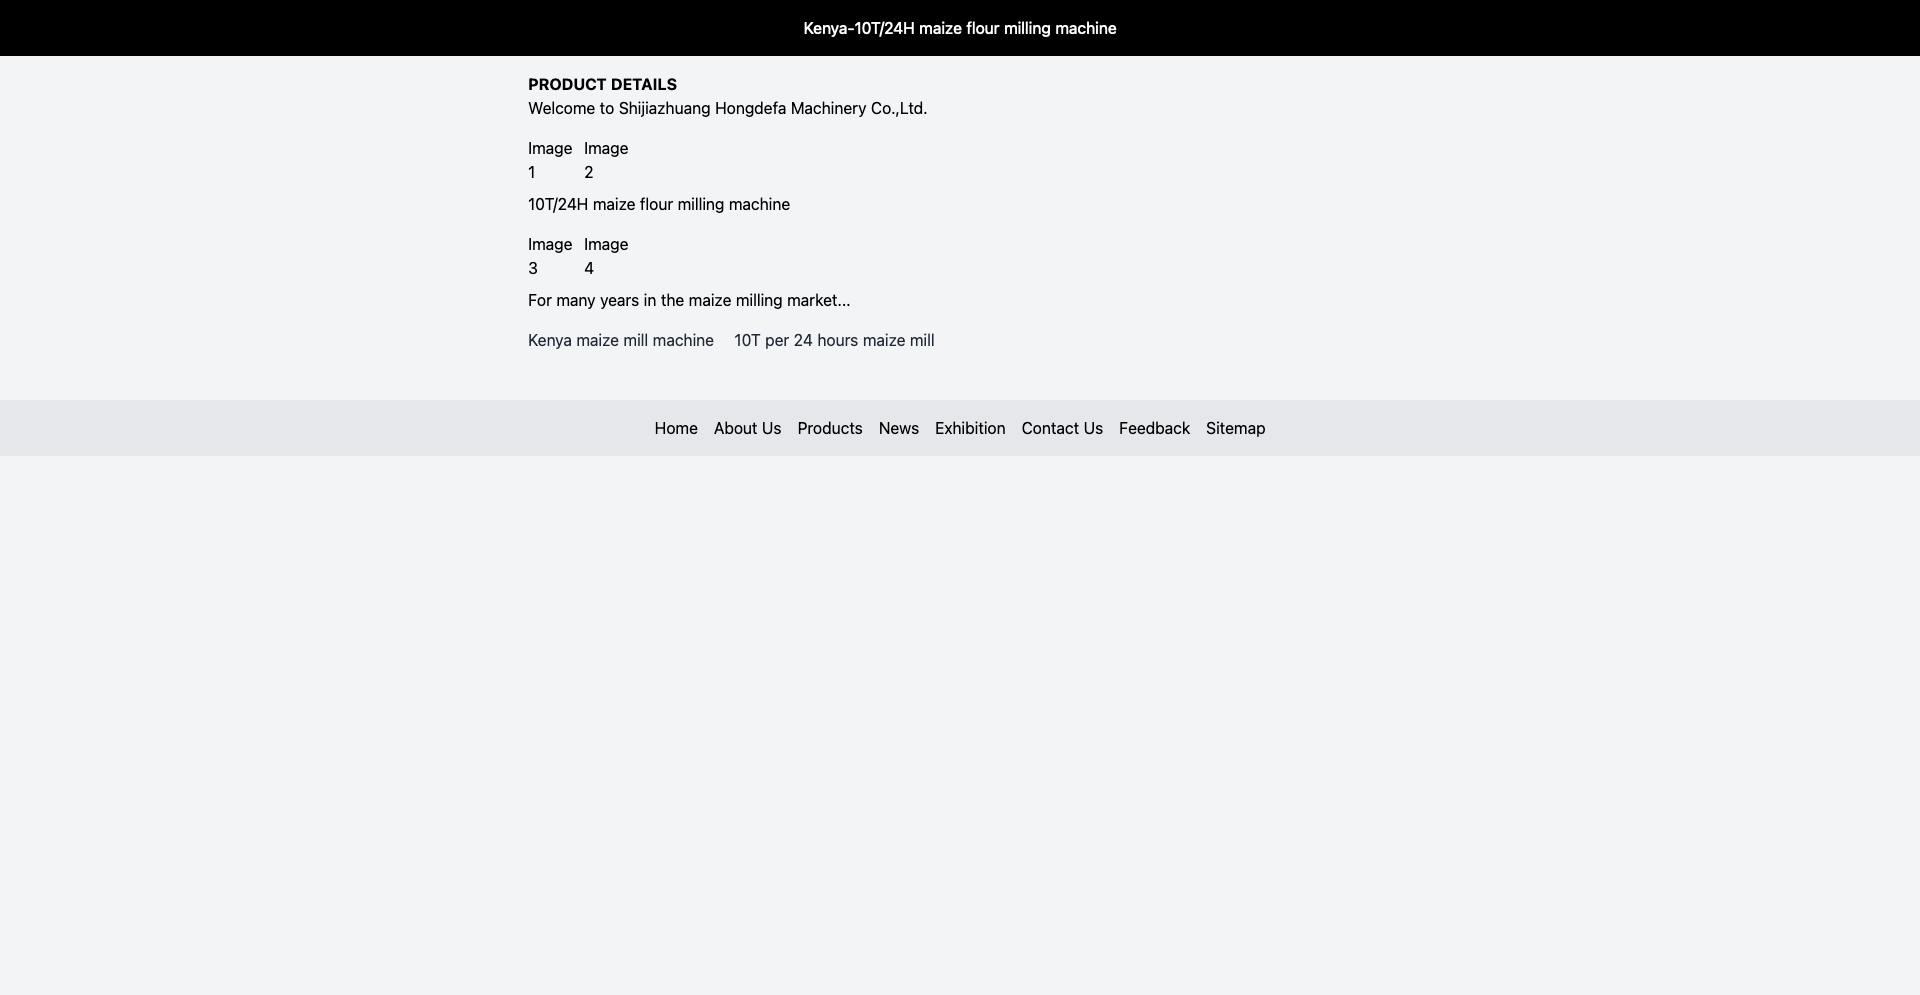 Kenya-10T/24H maize flour milling machine
PRODUCT DETAILS
Welcome to Shijiazhuang Hongdefa Machinery Co.,Ltd.
Image 1
Image 2
10T/24H maize flour milling machine
Image 3
Image 4
For many years in the maize milling market...
Kenya maize mill machine 10T per 24 hours maize mill
Home About Us Products News Exhibition Contact Us Feedback Sitemap